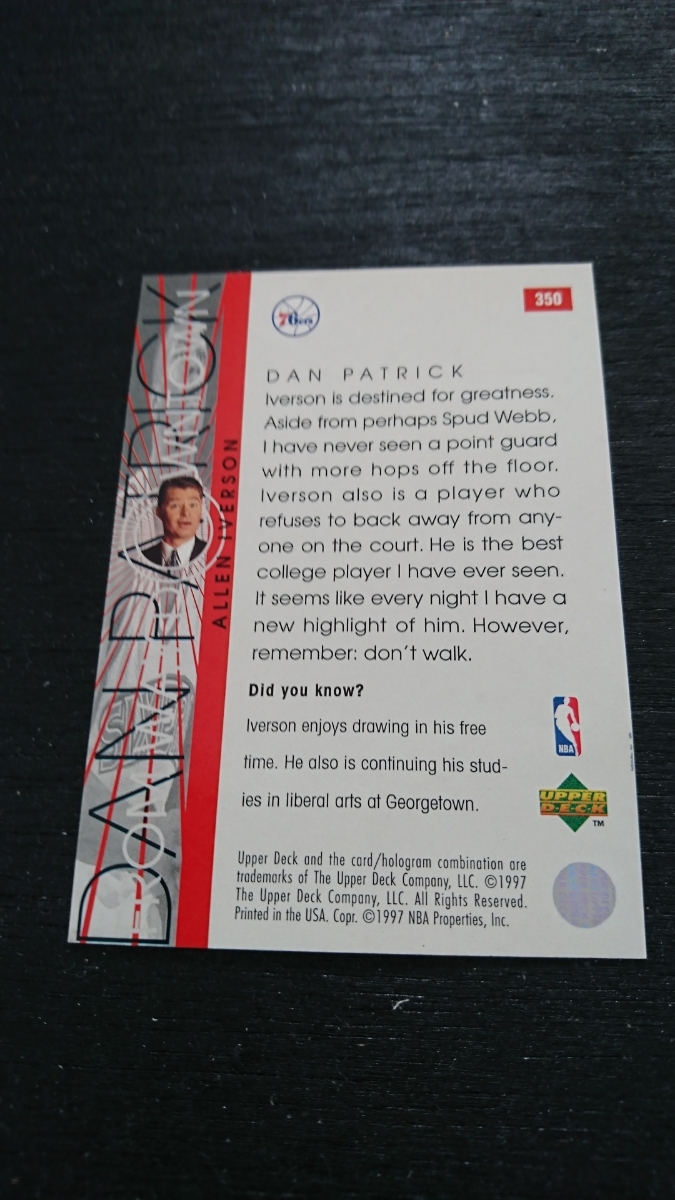 350
76ers
DAN PATRICK
Iverson is destined for greatness.
Aside from perhaps Spud Webb,
I have never seen a point guard
with more hops off the floor.
Iverson also is a player who
refuses to back away from any-
one on the court. He is the best
college player I have ever seen.
It seems like every night I have a
new highlight of him. However,
remember: don't walk.
Did you know?
Iverson enjoys drawing in his free
time. He also is continuing his stud-
ies in liberal arts at Georgetown.
NBA
UPPER
DECK
TM
Upper Deck and the card/hologram combination are
trademarks of The Upper Deck Company, LLC. ©1997
The Upper Deck Company, LLC. All Rights Reserved.
Printed in the USA. Copr. ©1997 NBA Properties, Inc.
ALLEN IVERSON
DAN PATRICK
FROM WAY DOWNTOWN